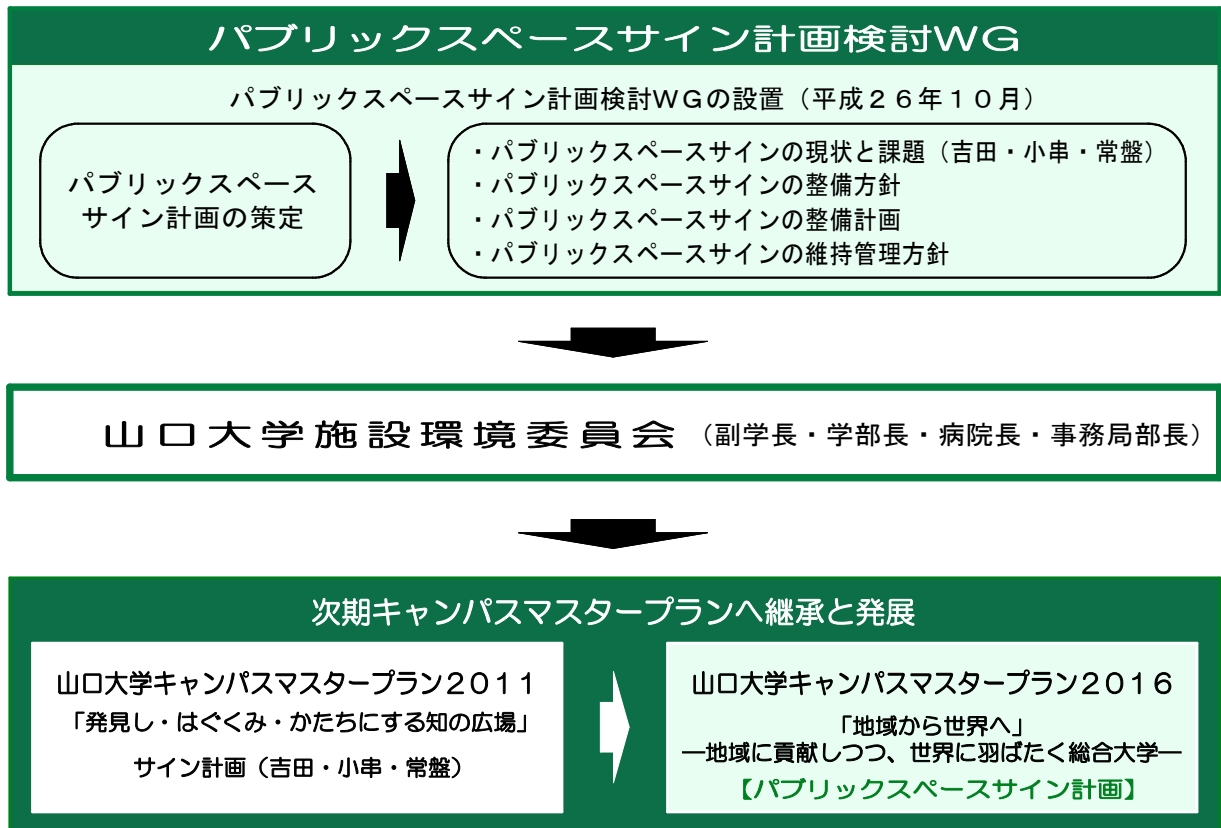 パブリックスペースサイン計画検討WG
パブリックスペースサイン計画検討WGの設置（平成２６年１０月）
パブリックスペース
サイン計画の策定
・パブリックスペースサインの現状と課題（吉田・小串・常盤）
・パブリックスペースサインの整備方針
・パブリックスペースサインの整備計画
・パブリックスペースサインの維持管理方針
山口大学施設環境委員会（副学長・学部長・病院長・事務局部長）
次期キャンパスマスタープランへ継承と発展
山口大学キャンパスマスタープラン２０１１
「発見し・はぐくみ・かたちにする知の広場」
サイン計画（吉田・小串・常盤）
山口大学キャンパスマスタープラン２０１６
「地域から世界へ」
―地域に貢献しつつ、世界に羽ばたく総合大学―
【パブリックスペースサイン計画】